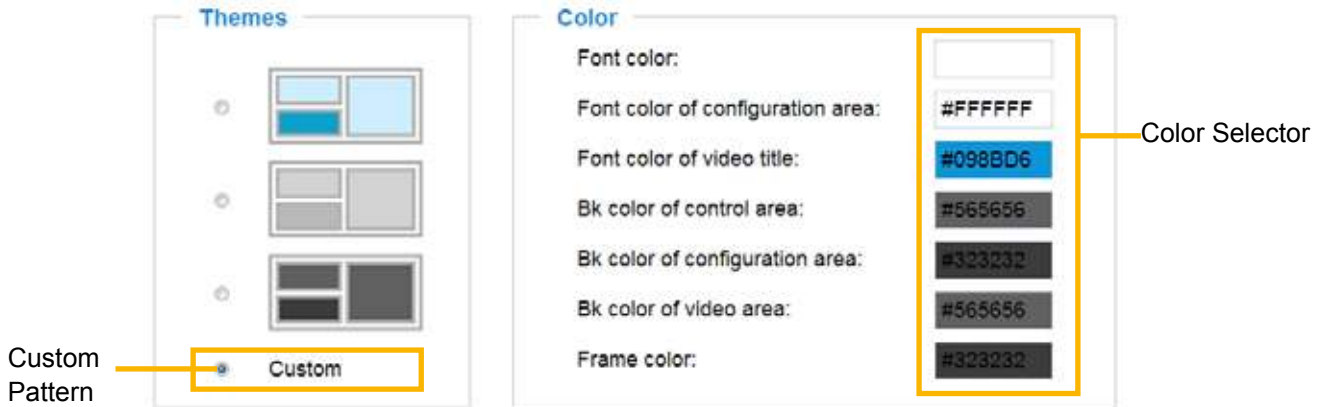 Themes
Color
Font color:
Font color of configuration area: #FFFFFF
Font color of video title: #098BD6
Bk color of control area: #565656
Bk color of configuration area: #323232
Bk color of video area: #565656
Frame color: #323232
Color Selector
Custom
Custom
Pattern